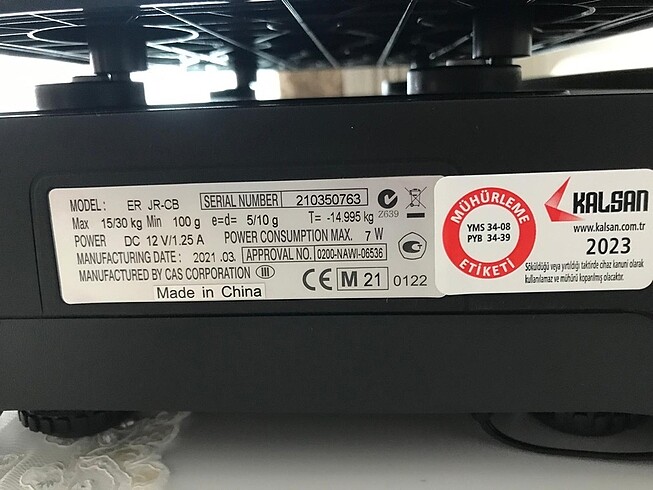 MODEL: ER JR-CB SERIAL NUMBER 210350763
Max 15/30 kg Min 100 g e=d= 5/10 g T= -14.995 kg Z639
POWER DC 12 V/1.25 A POWER CONSUMPTION MAX. 7 W
MANUFACTURING DATE: 2021 .03. APPROVAL NO. 0200-NAWI-06536
MANUFACTURED BY CAS CORPORATION III
Made in China CE M 21 0122
MÜHÜRLEME
YMS 34-08
PYB 34-39
ETİKETİ
KALSAN
www.kalsan.com.tr
2023
Söküldüğü veya yırtıldığı taktirde cihaz kanuni olarak
kullanılamaz ve mührü koparılmış olacaktır.